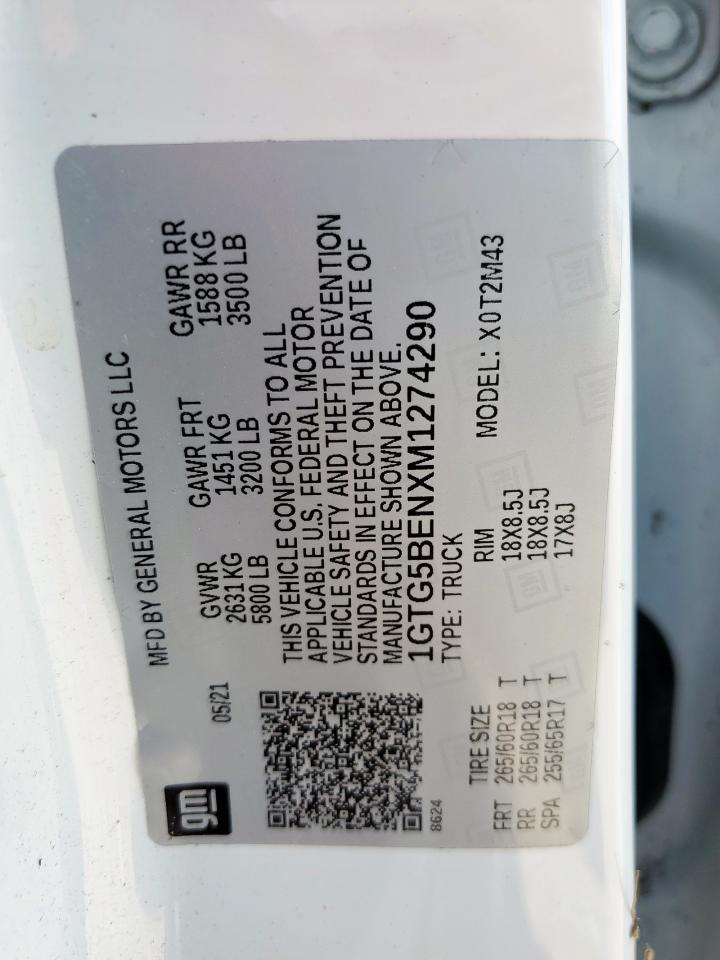 gm
MFD BY GENERAL MOTORS LLC
05/21
GVWR GAWR FRT GAWR RR
2631 KG 1451 KG 1588 KG
5800 LB 3200 LB 3500 LB
THIS VEHICLE CONFORMS TO ALL
APPLICABLE U.S. FEDERAL MOTOR
VEHICLE SAFETY AND THEFT PREVENTION
STANDARDS IN EFFECT ON THE DATE OF
MANUFACTURE SHOWN ABOVE.
1GTG5BENXM1274290
8624
TYPE: TRUCK
TIRE SIZE RIM MODEL: X0T2M43
FRT 265/60R18 T 18X8.5J
RR 265/60R18 T 18X8.5J
SPA 255/65R17 T 17X8J